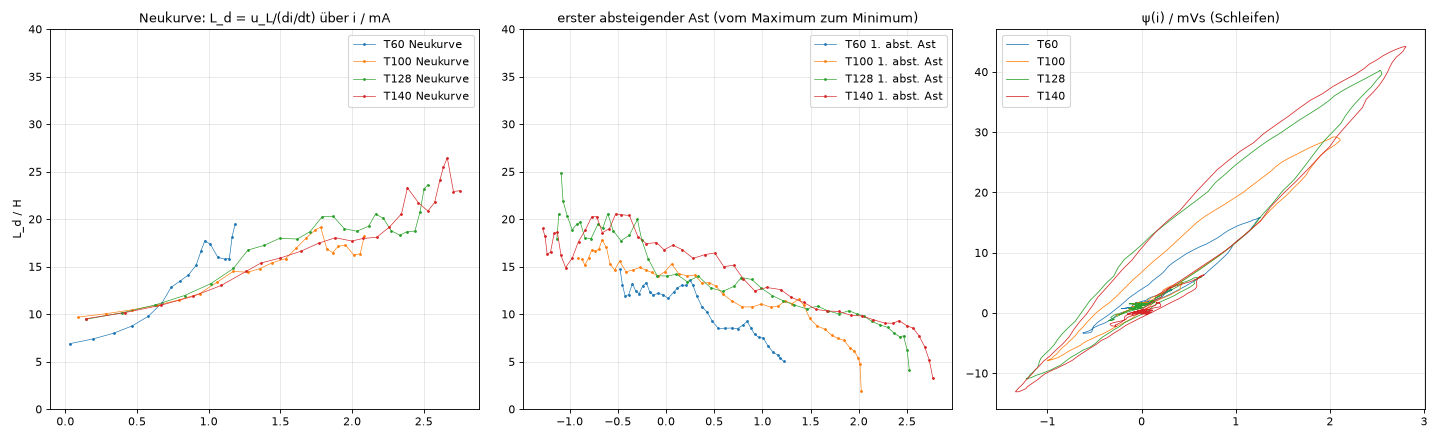 Neukurve: L_d = u_L/(di/dt) über i / mA
L_d / H
40
35
30
25
20
15
10
5
0
0.0 0.5 1.0 1.5 2.0 2.5
T60 Neukurve
T100 Neukurve
T128 Neukurve
T140 Neukurve
erster absteigender Ast (vom Maximum zum Minimum)
40
35
30
25
20
15
10
5
0
−1.0 −0.5 0.0 0.5 1.0 1.5 2.0 2.5
T60 1. abst. Ast
T100 1. abst. Ast
T128 1. abst. Ast
T140 1. abst. Ast
ψ(i) / mVs (Schleifen)
40
30
20
10
0
−10
−1 0 1 2 3
T60
T100
T128
T140